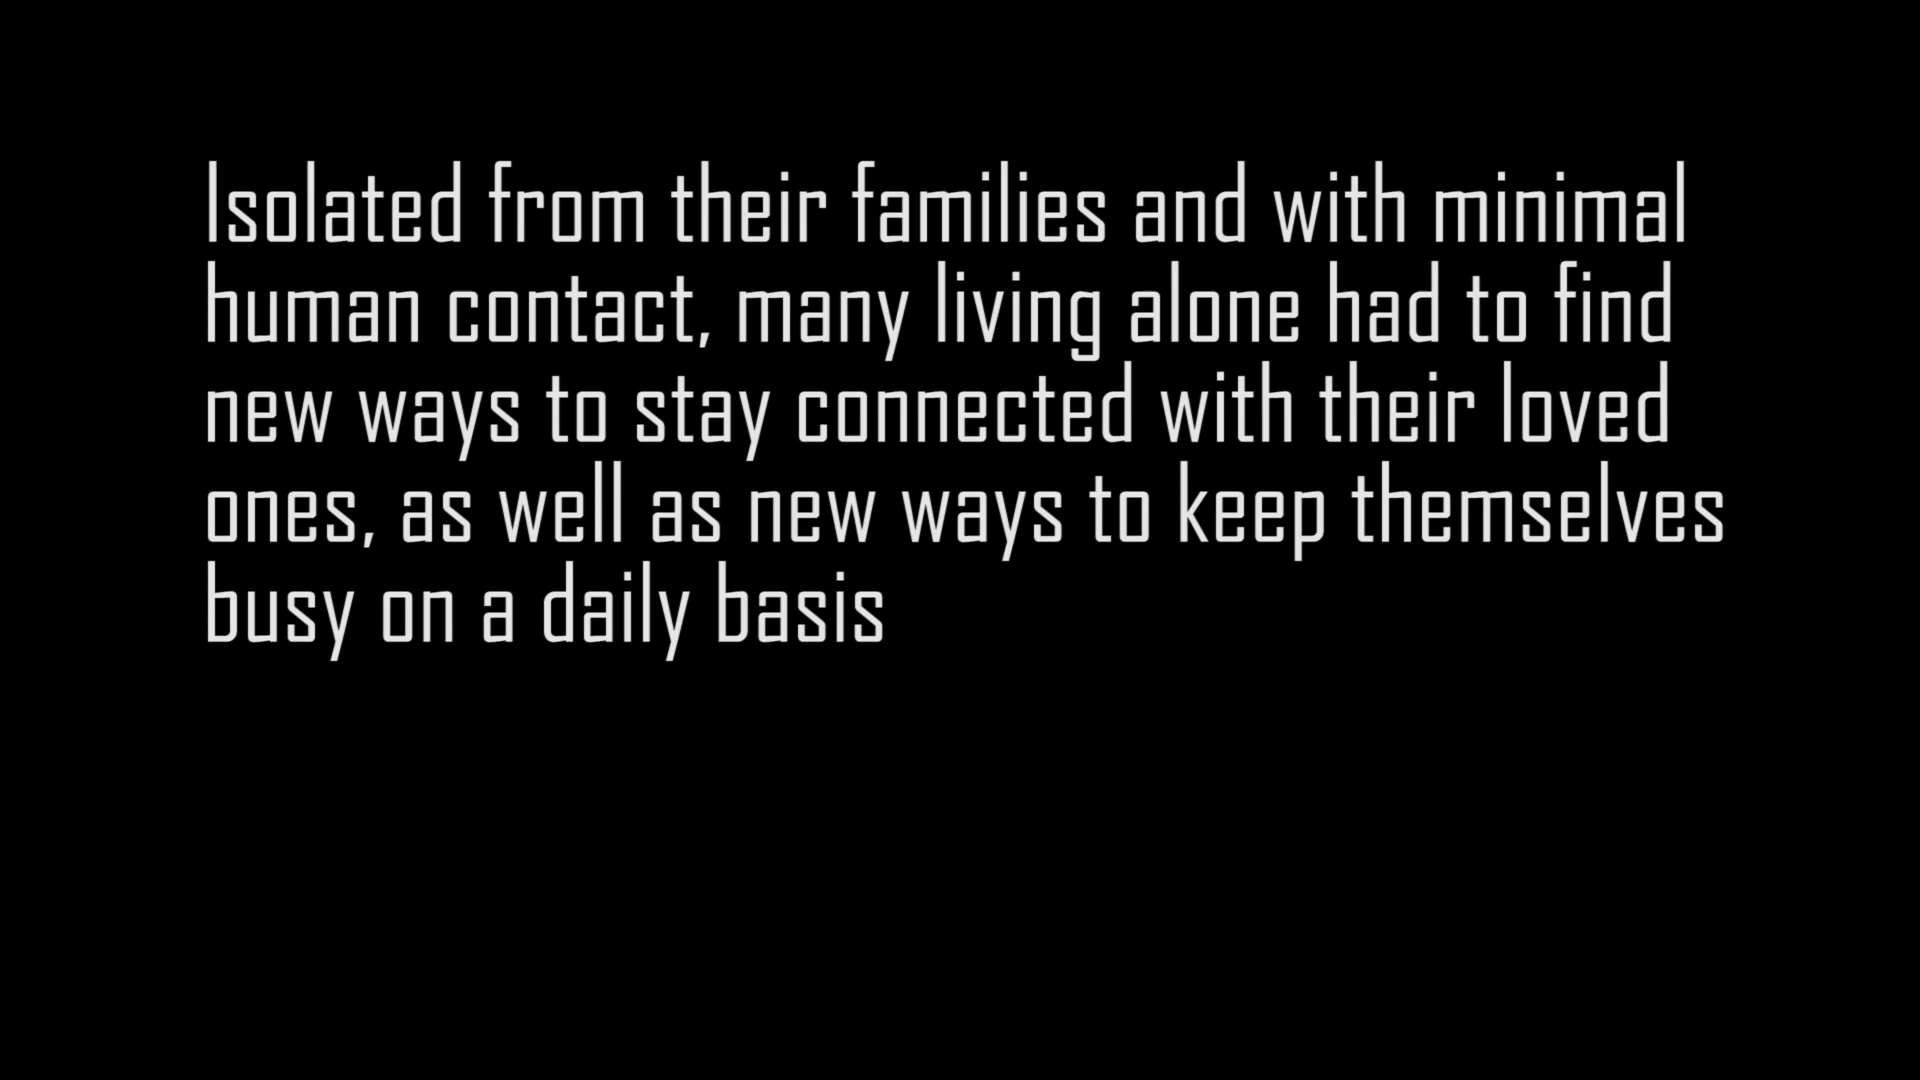 Isolated from their families and with minimal
human contact, many living alone had to find
new ways to stay connected with their loved
ones, as well as new ways to keep themselves
busy on a daily basis